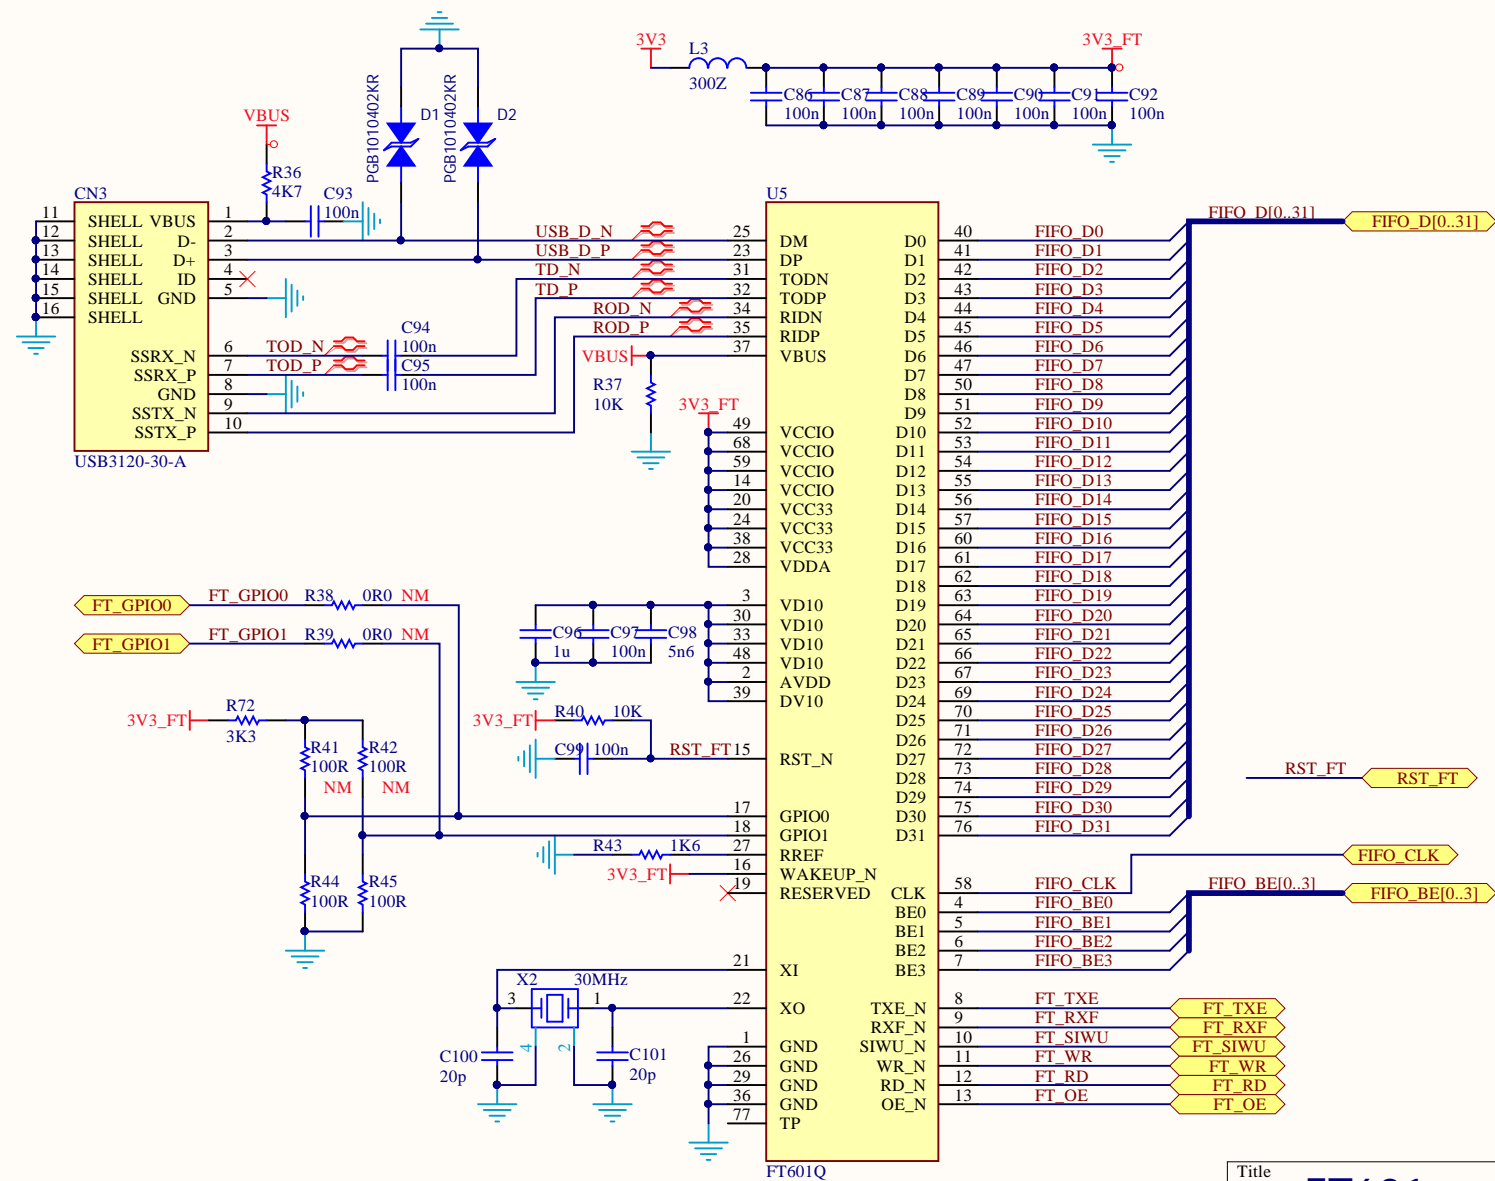 3V3
L3
300Z
3V3_FT
C86
100n
C87
100n
C88
100n
C89
100n
C90
100n
C91
100n
C92
100n
PGB1010402KR
D1
PGB1010402KR
D2
VBUS
R36
4K7
C93
100n
CN3
11 SHELL VBUS 1
12 SHELL D- 2
13 SHELL D+ 3
14 SHELL ID 4
15 SHELL GND 5
16 SHELL
SSRX_N 6
SSRX_P 7
GND 8
SSTX_N 9
SSTX_P 10
USB3120-30-A
USB_D_N
USB_D_P
TD_N
TD_P
ROD_N
ROD_P
TOD_N
TOD_P
C94
100n
C95
100n
VBUS
R37
10K
3V3_FT
U5
25 DM
23 DP
31 TODN
32 TODP
34 RIDN
35 RIDP
37 VBUS
49 VCCIO
68 VCCIO
59 VCCIO
14 VCCIO
20 VCC33
24 VCC33
38 VCC33
28 VDDA
3 VD10
30 VD10
33 VD10
48 VD10
2 AVDD
39 DV10
15 RST_N
17 GPIO0
18 GPIO1
27 RREF
16 WAKEUP_N
19 RESERVED
21 XI
22 XO
1 GND
26 GND
29 GND
36 GND
77 TP
D0 40 FIFO_D0
D1 41 FIFO_D1
D2 42 FIFO_D2
D3 43 FIFO_D3
D4 44 FIFO_D4
D5 45 FIFO_D5
D6 46 FIFO_D6
D7 47 FIFO_D7
D8 50 FIFO_D8
D9 51 FIFO_D9
D10 52 FIFO_D10
D11 53 FIFO_D11
D12 54 FIFO_D12
D13 55 FIFO_D13
D14 56 FIFO_D14
D15 57 FIFO_D15
D16 60 FIFO_D16
D17 61 FIFO_D17
D18 62 FIFO_D18
D19 63 FIFO_D19
D20 64 FIFO_D20
D21 65 FIFO_D21
D22 66 FIFO_D22
D23 67 FIFO_D23
D24 69 FIFO_D24
D25 70 FIFO_D25
D26 71 FIFO_D26
D27 72 FIFO_D27
D28 73 FIFO_D28
D29 74 FIFO_D29
D30 75 FIFO_D30
D31 76 FIFO_D31
CLK 58 FIFO_CLK
BE0 4 FIFO_BE0
BE1 5 FIFO_BE1
BE2 6 FIFO_BE2
BE3 7 FIFO_BE3
TXE_N 8 FT_TXE
RXF_N 9 FT_RXF
SIWU_N 10 FT_SIWU
WR_N 11 FT_WR
RD_N 12 FT_RD
OE_N 13 FT_OE
FT601Q
FIFO_D[0..31]
FIFO_D[0..31]
RST_FT
RST_FT
FIFO_CLK
FIFO_BE[0..3]
FIFO_BE[0..3]
FT_TXE
FT_RXF
FT_SIWU
FT_WR
FT_RD
FT_OE
FT_GPIO0
FT_GPIO0
R38 0R0 NM
FT_GPIO1
FT_GPIO1
R39 0R0 NM
C96
1u
C97
100n
C98
5n6
3V3_FT
R72
3K3
R41
100R
NM
R42
100R
NM
3V3_FT
R40 10K
C99 100n
RST_FT
R43 1K6
3V3_FT
R44
100R
R45
100R
X2 30MHz
3 1
4 2
C100
20p
C101
20p
Title